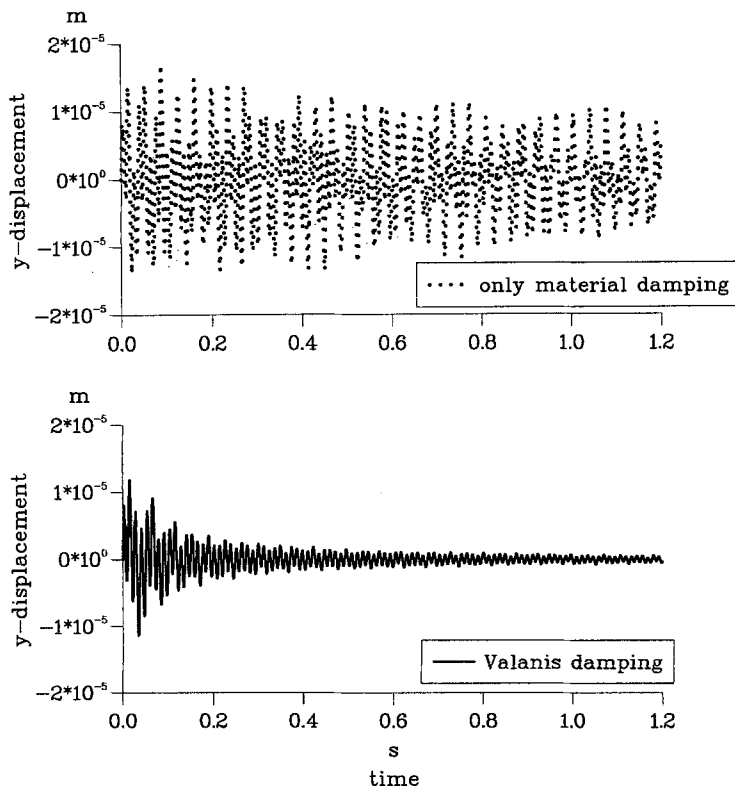 m
2*10⁻⁵
1*10⁻⁵
0*10⁰
−1*10⁻⁵
−2*10⁻⁵
y−displacement
only material damping
0.0 0.2 0.4 0.6 0.8 1.0 1.2
m
2*10⁻⁵
1*10⁻⁵
0*10⁰
−1*10⁻⁵
−2*10⁻⁵
y−displacement
Valanis damping
0.0 0.2 0.4 0.6 0.8 1.0 1.2
s
time